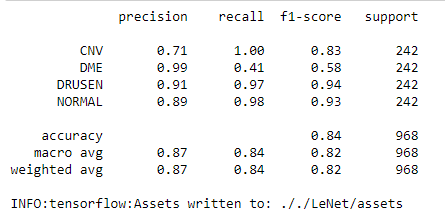 precision recall f1-score support
CNV 0.71 1.00 0.83 242
DME 0.99 0.41 0.58 242
DRUSEN 0.91 0.97 0.94 242
NORMAL 0.89 0.98 0.93 242
accuracy 0.84 968
macro avg 0.87 0.84 0.82 968
weighted avg 0.87 0.84 0.82 968
INFO:tensorflow:Assets written to: ././LeNet/assets